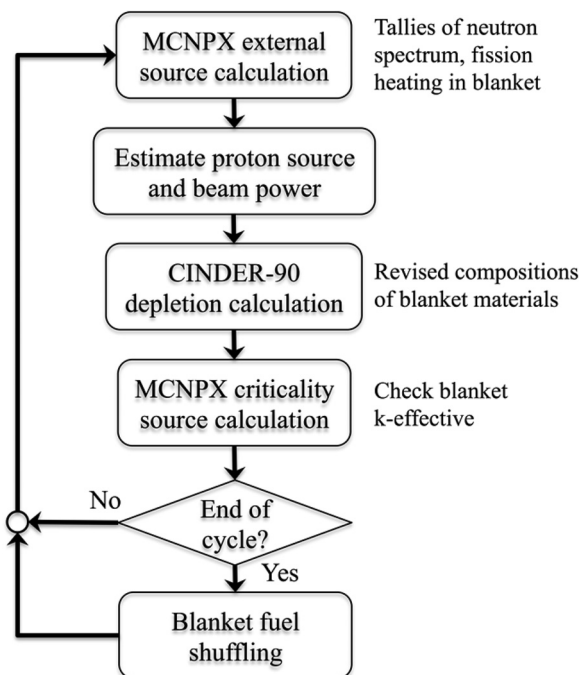 MCNPX external
source calculation
Tallies of neutron
spectrum, fission
heating in blanket
Estimate proton source
and beam power
CINDER-90
depletion calculation
Revised compositions
of blanket materials
MCNPX criticality
source calculation
Check blanket
k-effective
No
End of
cycle?
Yes
Blanket fuel
shuffling